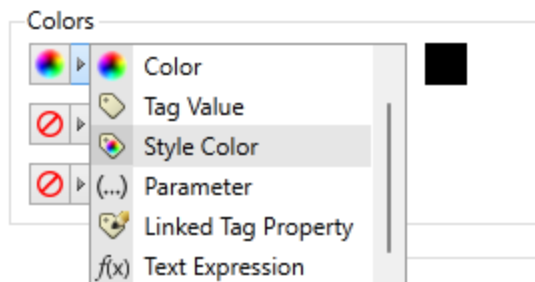 Colors
Color
Tag Value
Style Color
(...) Parameter
Linked Tag Property
f(x) Text Expression